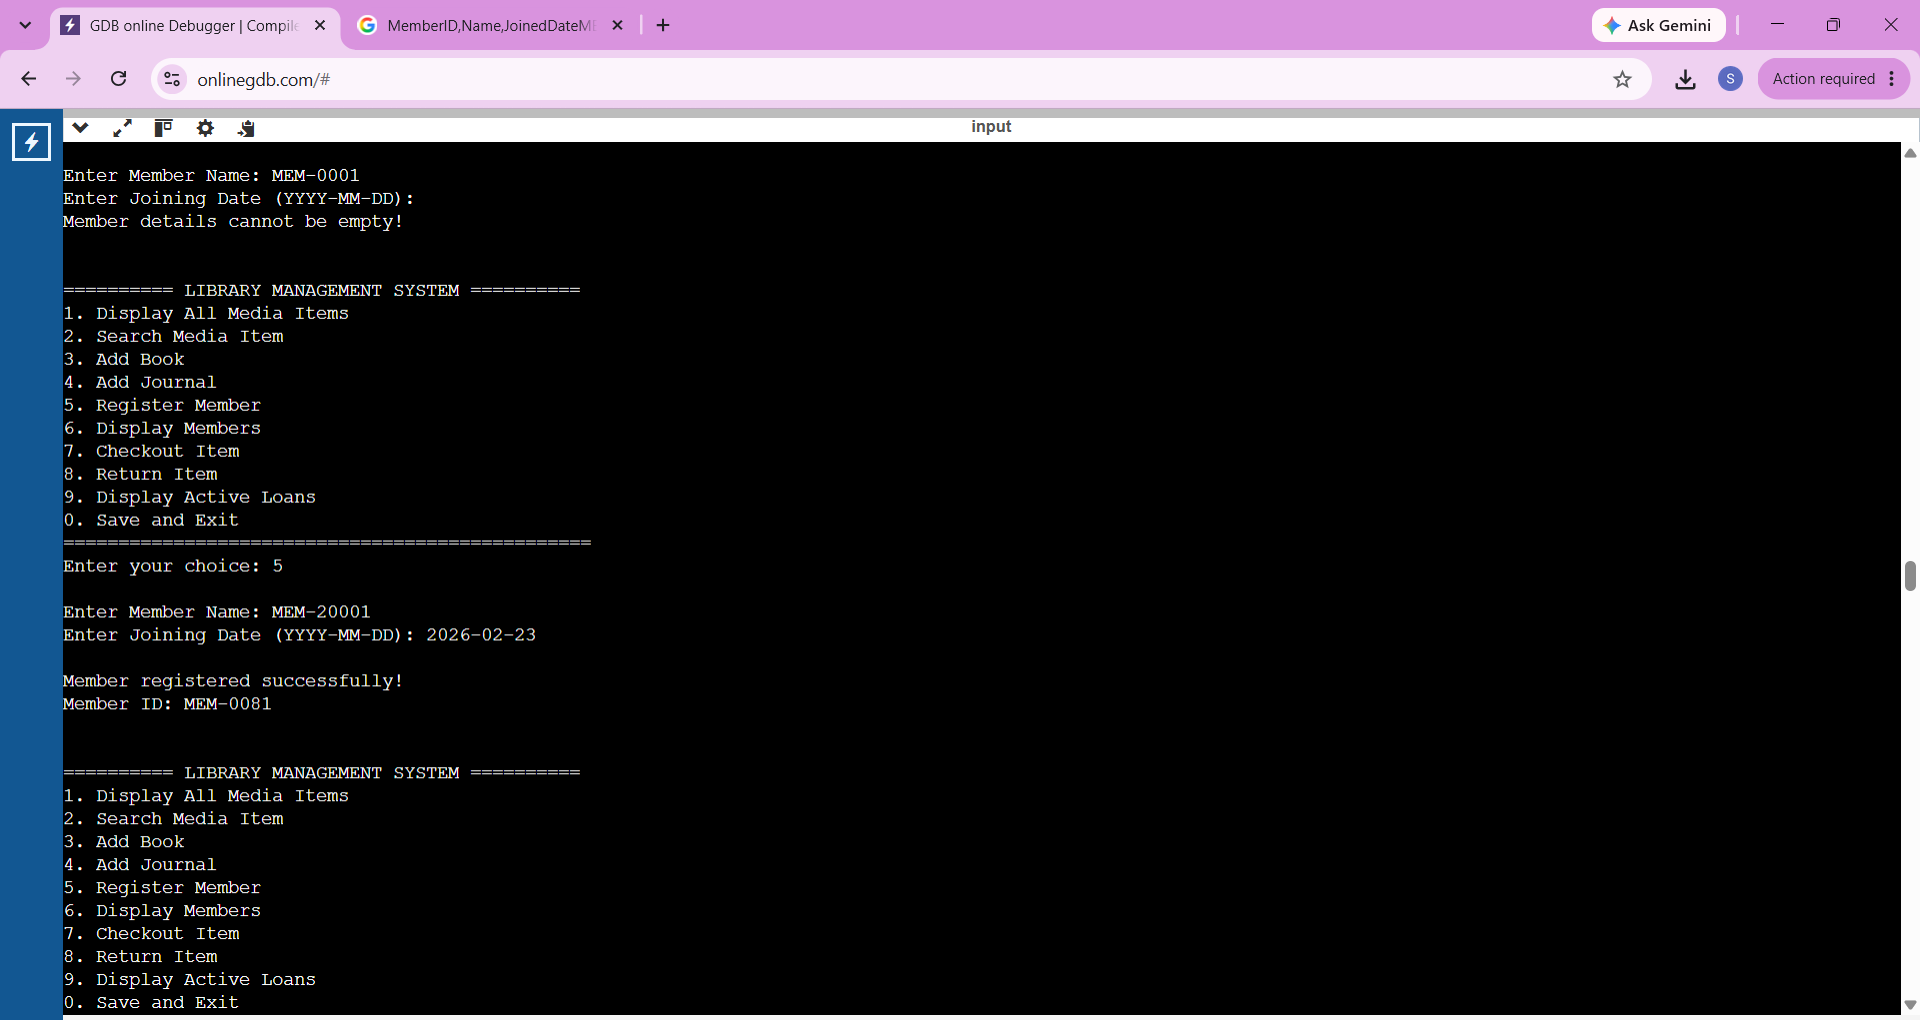 GDB online Debugger | Compile
MemberID,Name,JoinedDateM
Ask Gemini
onlinegdb.com/#
S
Action required
input
Enter Member Name: MEM-0001
Enter Joining Date (YYYY-MM-DD):
Member details cannot be empty!
========== LIBRARY MANAGEMENT SYSTEM ==========
1. Display All Media Items
2. Search Media Item
3. Add Book
4. Add Journal
5. Register Member
6. Display Members
7. Checkout Item
8. Return Item
9. Display Active Loans
0. Save and Exit
================================================
Enter your choice: 5
Enter Member Name: MEM-20001
Enter Joining Date (YYYY-MM-DD): 2026-02-23
Member registered successfully!
Member ID: MEM-0081
========== LIBRARY MANAGEMENT SYSTEM ==========
1. Display All Media Items
2. Search Media Item
3. Add Book
4. Add Journal
5. Register Member
6. Display Members
7. Checkout Item
8. Return Item
9. Display Active Loans
0. Save and Exit